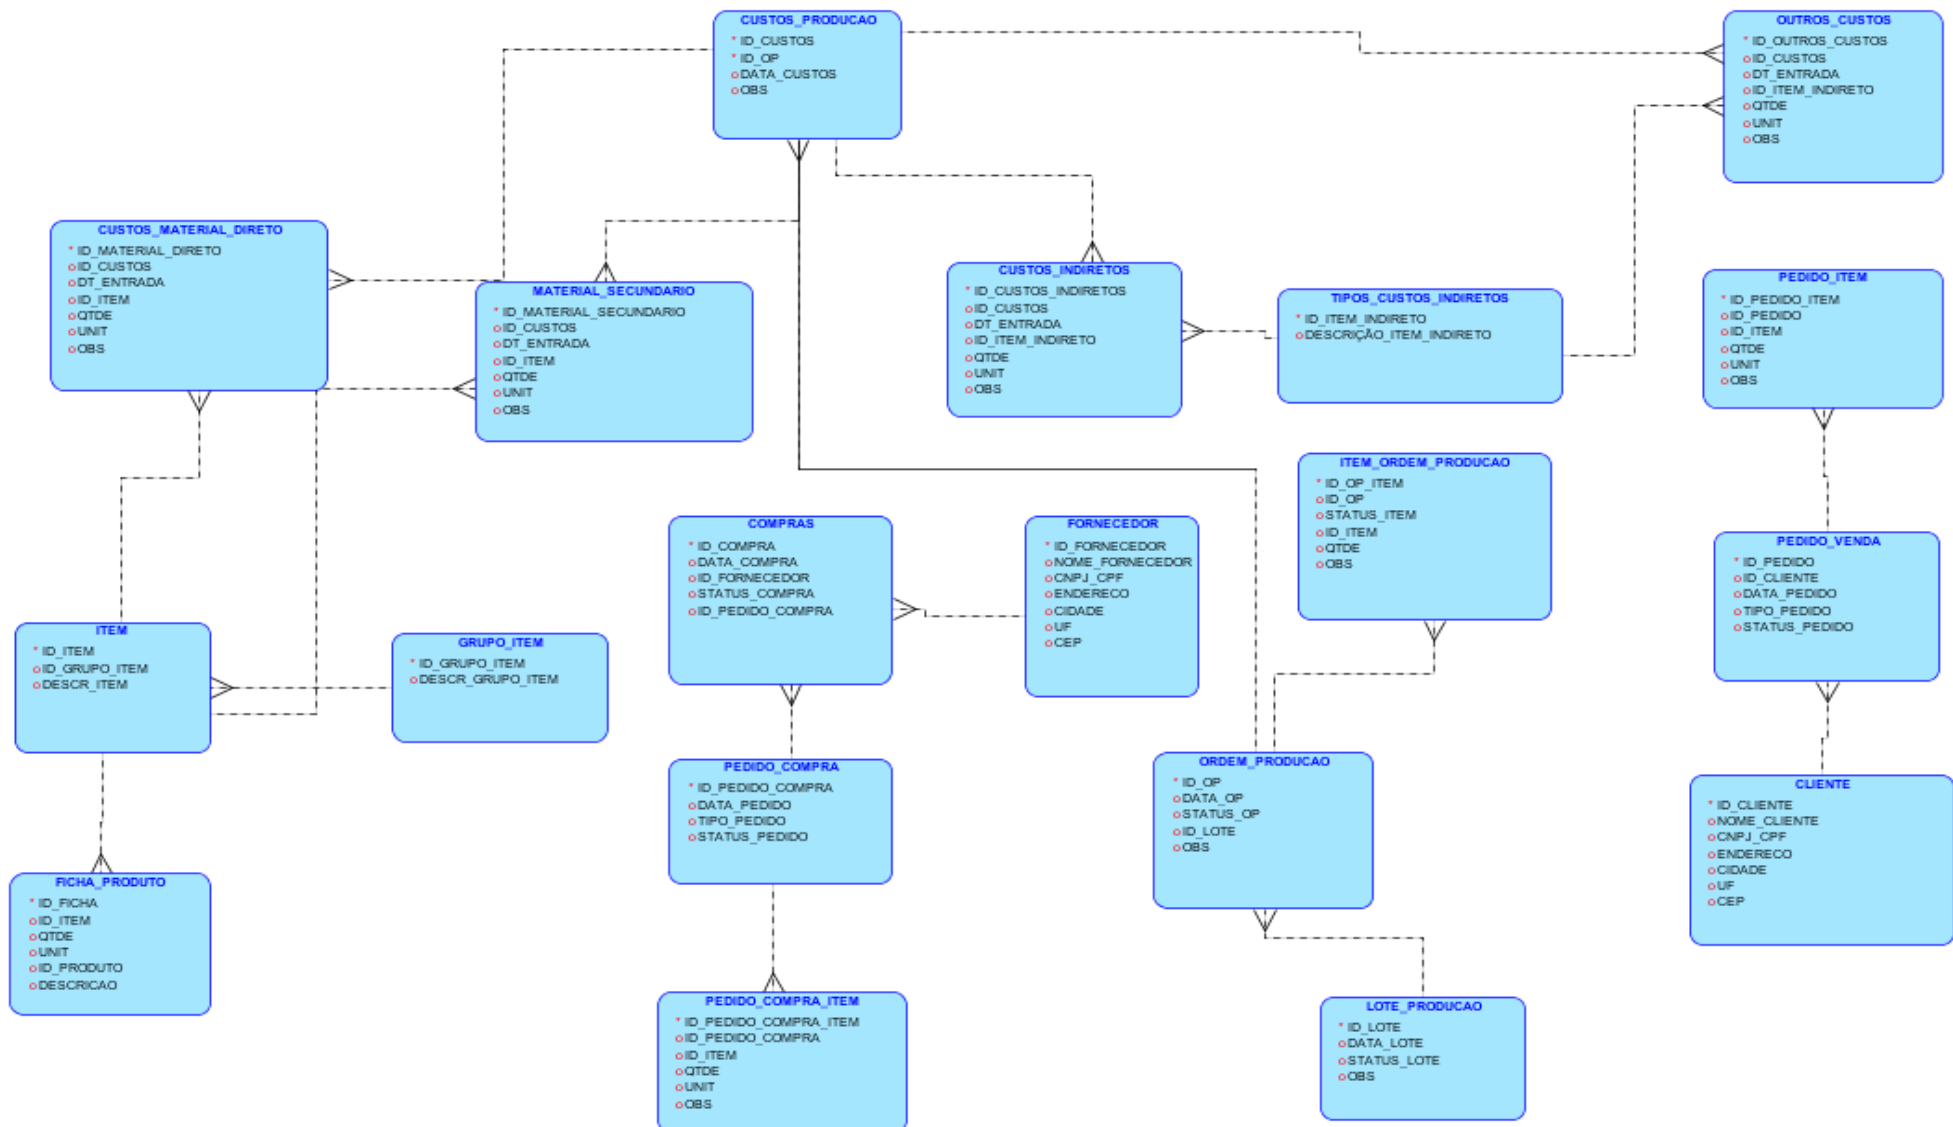 CUSTOS_PRODUCAO
* ID_CUSTOS
* ID_OP
o DATA_CUSTOS
o OBS
OUTROS_CUSTOS
* ID_OUTROS_CUSTOS
o ID_CUSTOS
o DT_ENTRADA
o ID_ITEM_INDIRETO
o QTDE
o UNIT
o OBS
CUSTOS_MATERIAL_DIRETO
* ID_MATERIAL_DIRETO
o ID_CUSTOS
o DT_ENTRADA
o ID_ITEM
o QTDE
o UNIT
o OBS
MATERIAL_SECUNDARIO
* ID_MATERIAL_SECUNDARIO
o ID_CUSTOS
o DT_ENTRADA
o ID_ITEM
o QTDE
o UNIT
o OBS
CUSTOS_INDIRETOS
* ID_CUSTOS_INDIRETOS
o ID_CUSTOS
o DT_ENTRADA
o ID_ITEM_INDIRETO
o QTDE
o UNIT
o OBS
TIPOS_CUSTOS_INDIRETOS
* ID_ITEM_INDIRETO
o DESCRIÇÃO_ITEM_INDIRETO
PEDIDO_ITEM
* ID_PEDIDO_ITEM
o ID_PEDIDO
o ID_ITEM
o QTDE
o UNIT
o OBS
ITEM_ORDEM_PRODUCAO
* ID_OP_ITEM
o ID_OP
o STATUS_ITEM
o ID_ITEM
o QTDE
o OBS
COMPRAS
* ID_COMPRA
o DATA_COMPRA
o ID_FORNECEDOR
o STATUS_COMPRA
o ID_PEDIDO_COMPRA
FORNECEDOR
* ID_FORNECEDOR
o NOME_FORNECEDOR
o CNPJ_CPF
o ENDERECO
o CIDADE
o UF
o CEP
PEDIDO_VENDA
* ID_PEDIDO
o ID_CLIENTE
o DATA_PEDIDO
o TIPO_PEDIDO
o STATUS_PEDIDO
ITEM
* ID_ITEM
o ID_GRUPO_ITEM
o DESCR_ITEM
GRUPO_ITEM
* ID_GRUPO_ITEM
o DESCR_GRUPO_ITEM
PEDIDO_COMPRA
* ID_PEDIDO_COMPRA
o DATA_PEDIDO
o TIPO_PEDIDO
o STATUS_PEDIDO
ORDEM_PRODUCAO
* ID_OP
o DATA_OP
o STATUS_OP
o ID_LOTE
o OBS
CLIENTE
* ID_CLIENTE
o NOME_CLIENTE
o CNPJ_CPF
o ENDERECO
o CIDADE
o UF
o CEP
FICHA_PRODUTO
* ID_FICHA
o ID_ITEM
o QTDE
o UNIT
o ID_PRODUTO
o DESCRICAO
PEDIDO_COMPRA_ITEM
* ID_PEDIDO_COMPRA_ITEM
o ID_PEDIDO_COMPRA
o ID_ITEM
o QTDE
o UNIT
o OBS
LOTE_PRODUCAO
* ID_LOTE
o DATA_LOTE
o STATUS_LOTE
o OBS